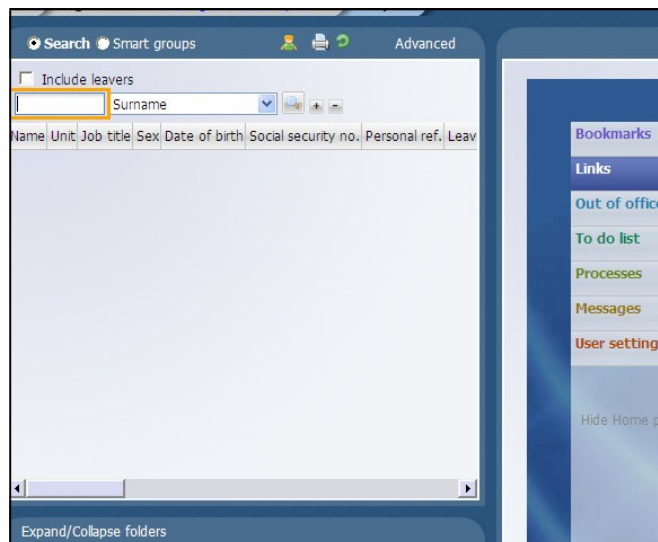 Search Smart groups Advanced
Include leavers
Surname
Name Unit Job title Sex Date of birth Social security no. Personal ref. Leav
Expand/Collapse folders
Bookmarks
Links
Out of offic
To do list
Processes
Messages
User setting
Hide Home p